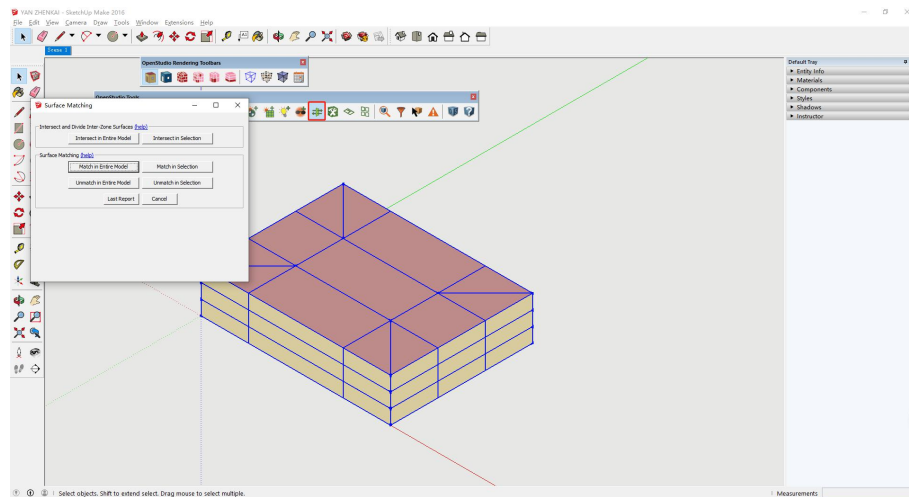 YAN ZHENKAI - SketchUp Make 2016
File Edit View Camera Draw Tools Window Extensions Help
Scene 1
OpenStudio Rendering Toolbars
OpenStudio Tools
Surface Matching
Intersect and Divide Inter-Zone Surfaces (help)
Intersect in Entire Model Intersect in Selection
Surface Matching (help)
Match in Entire Model Match in Selection
Unmatch in Entire Model Unmatch in Selection
Last Report Cancel
Default Tray
Entity Info
Materials
Components
Styles
Shadows
Instructor
Select objects. Shift to extend select. Drag mouse to select multiple.
Measurements